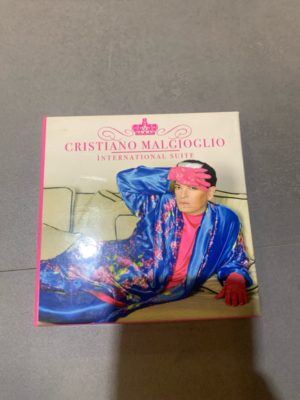 CRISTIANO MALGIOGLIO
INTERNATIONAL SUITE